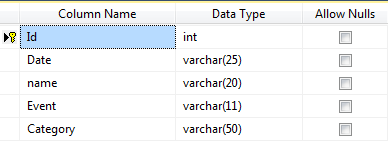 Column Name Data Type Allow Nulls
Id int
Date varchar(25)
name varchar(20)
Event varchar(11)
Category varchar(50)